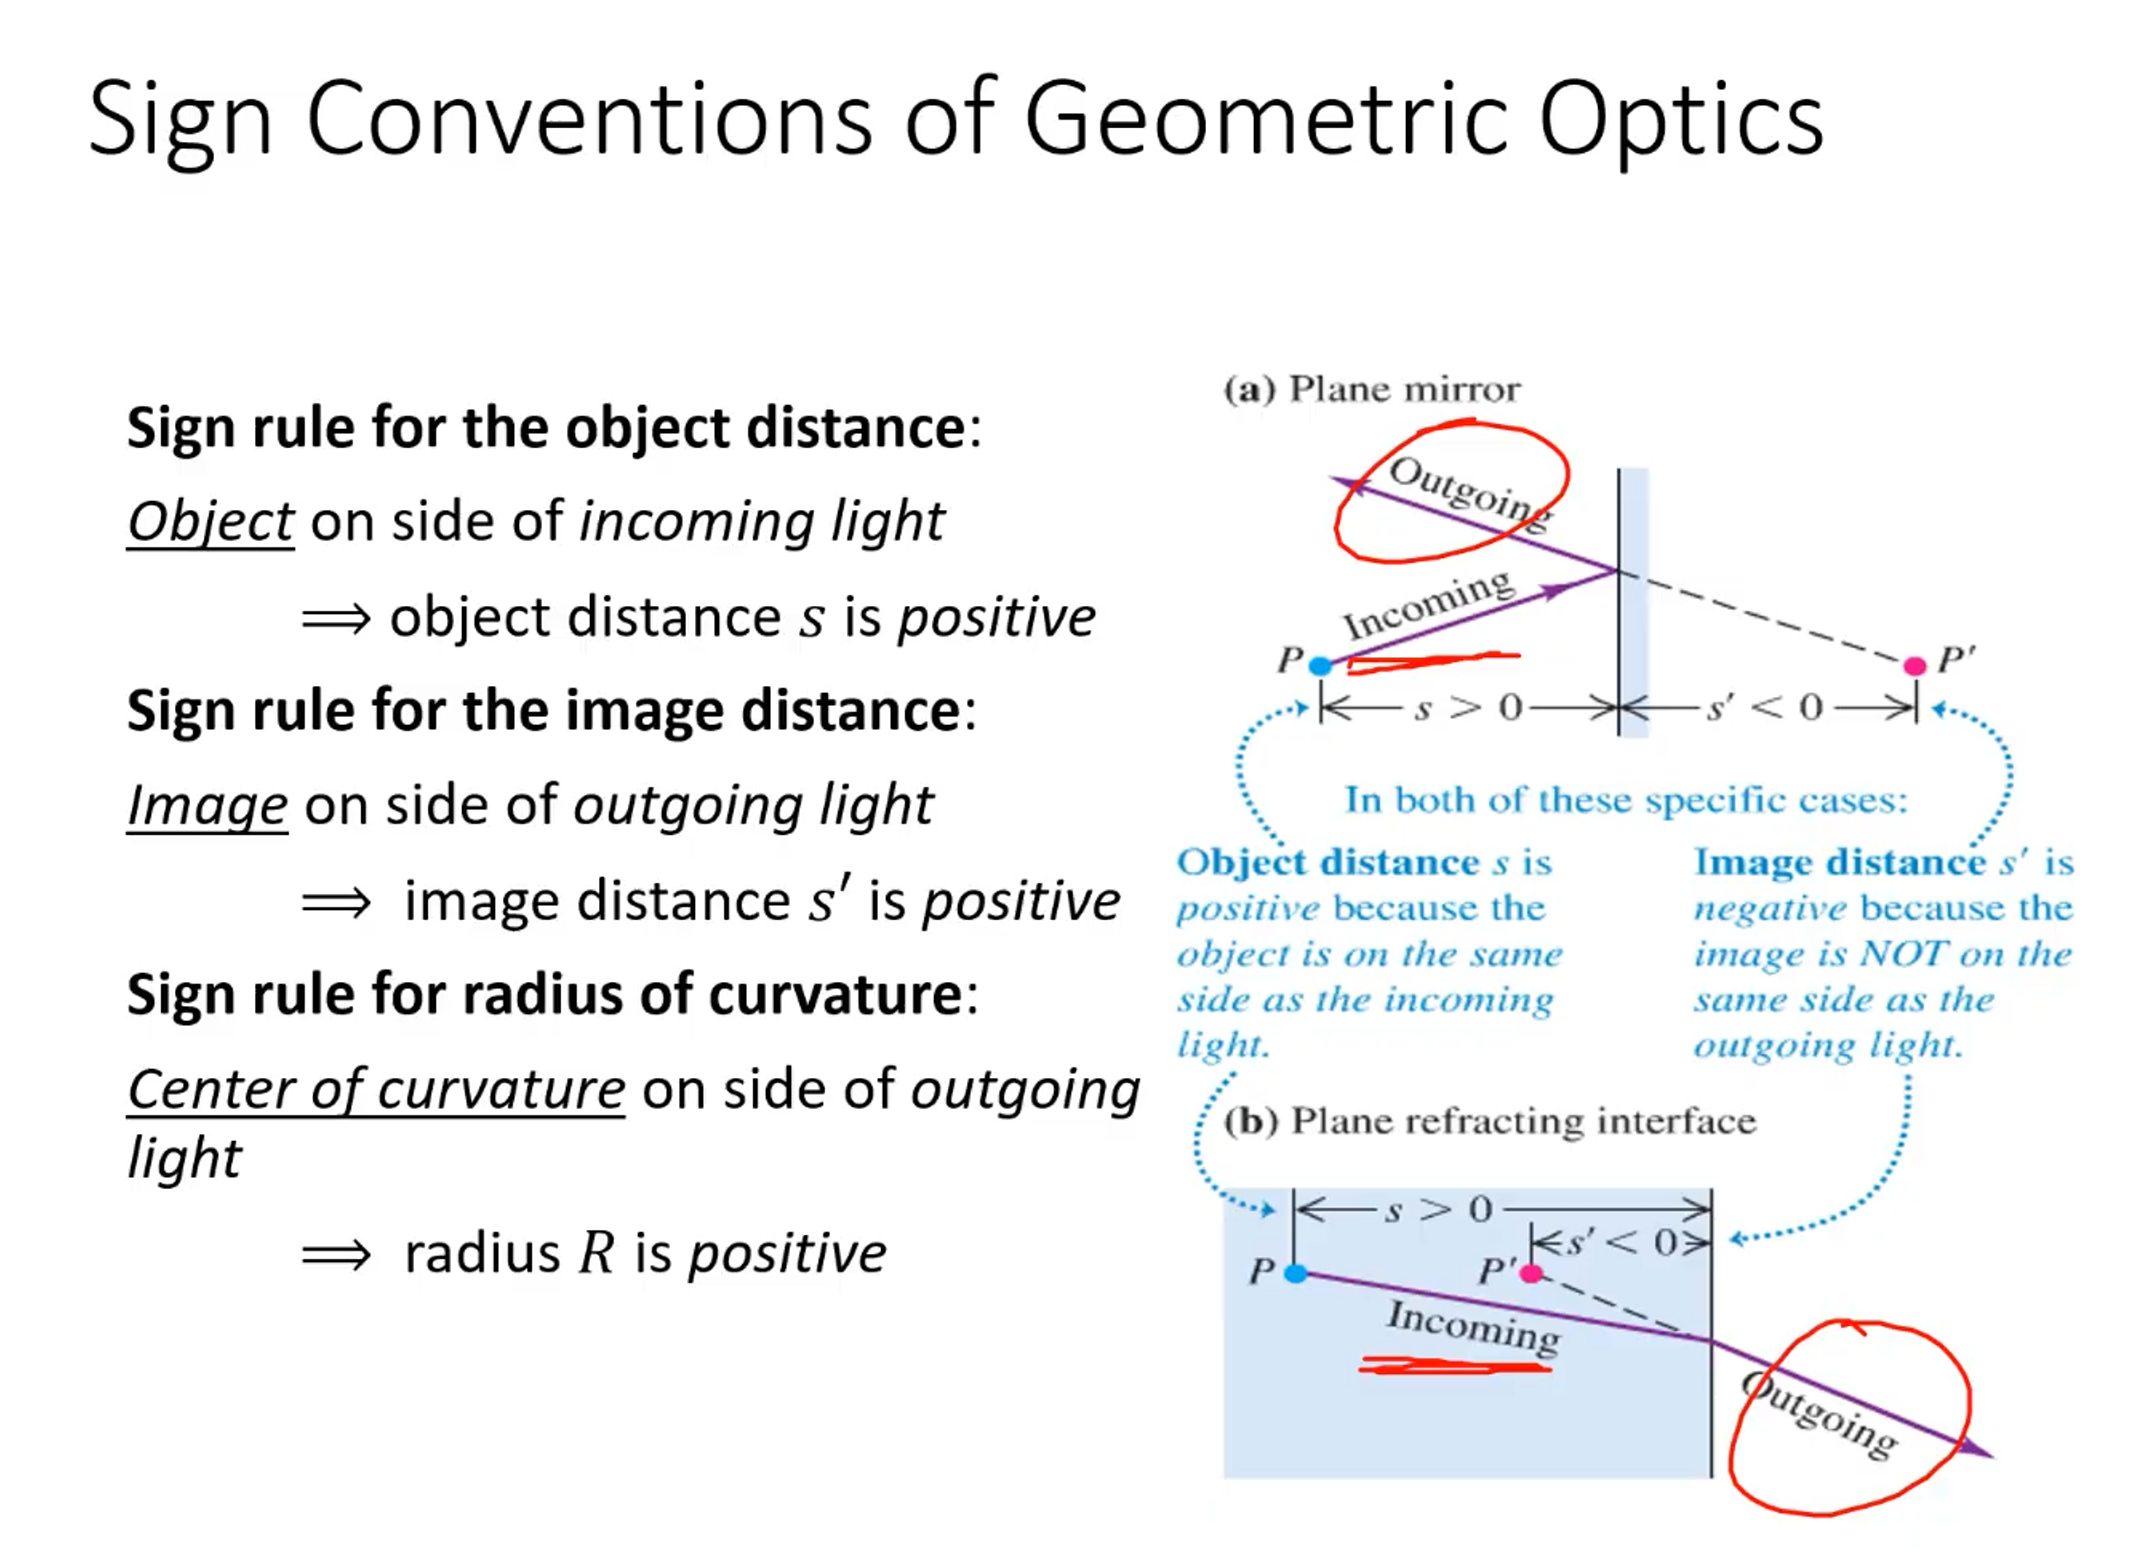 Sign Conventions of Geometric Optics
Sign rule for the object distance:
Object on side of incoming light
⟹ object distance s is positive
Sign rule for the image distance:
Image on side of outgoing light
⟹ image distance s′ is positive
Sign rule for radius of curvature:
Center of curvature on side of outgoing
light
⟹ radius R is positive
(a) Plane mirror
Outgoing
Incoming
P
P′
s > 0
s′ < 0
In both of these specific cases:
Object distance s is
positive because the
object is on the same
side as the incoming
light.
Image distance s′ is
negative because the
image is NOT on the
same side as the
outgoing light.
(b) Plane refracting interface
s > 0
s′ < 0
P
P′
Incoming
Outgoing